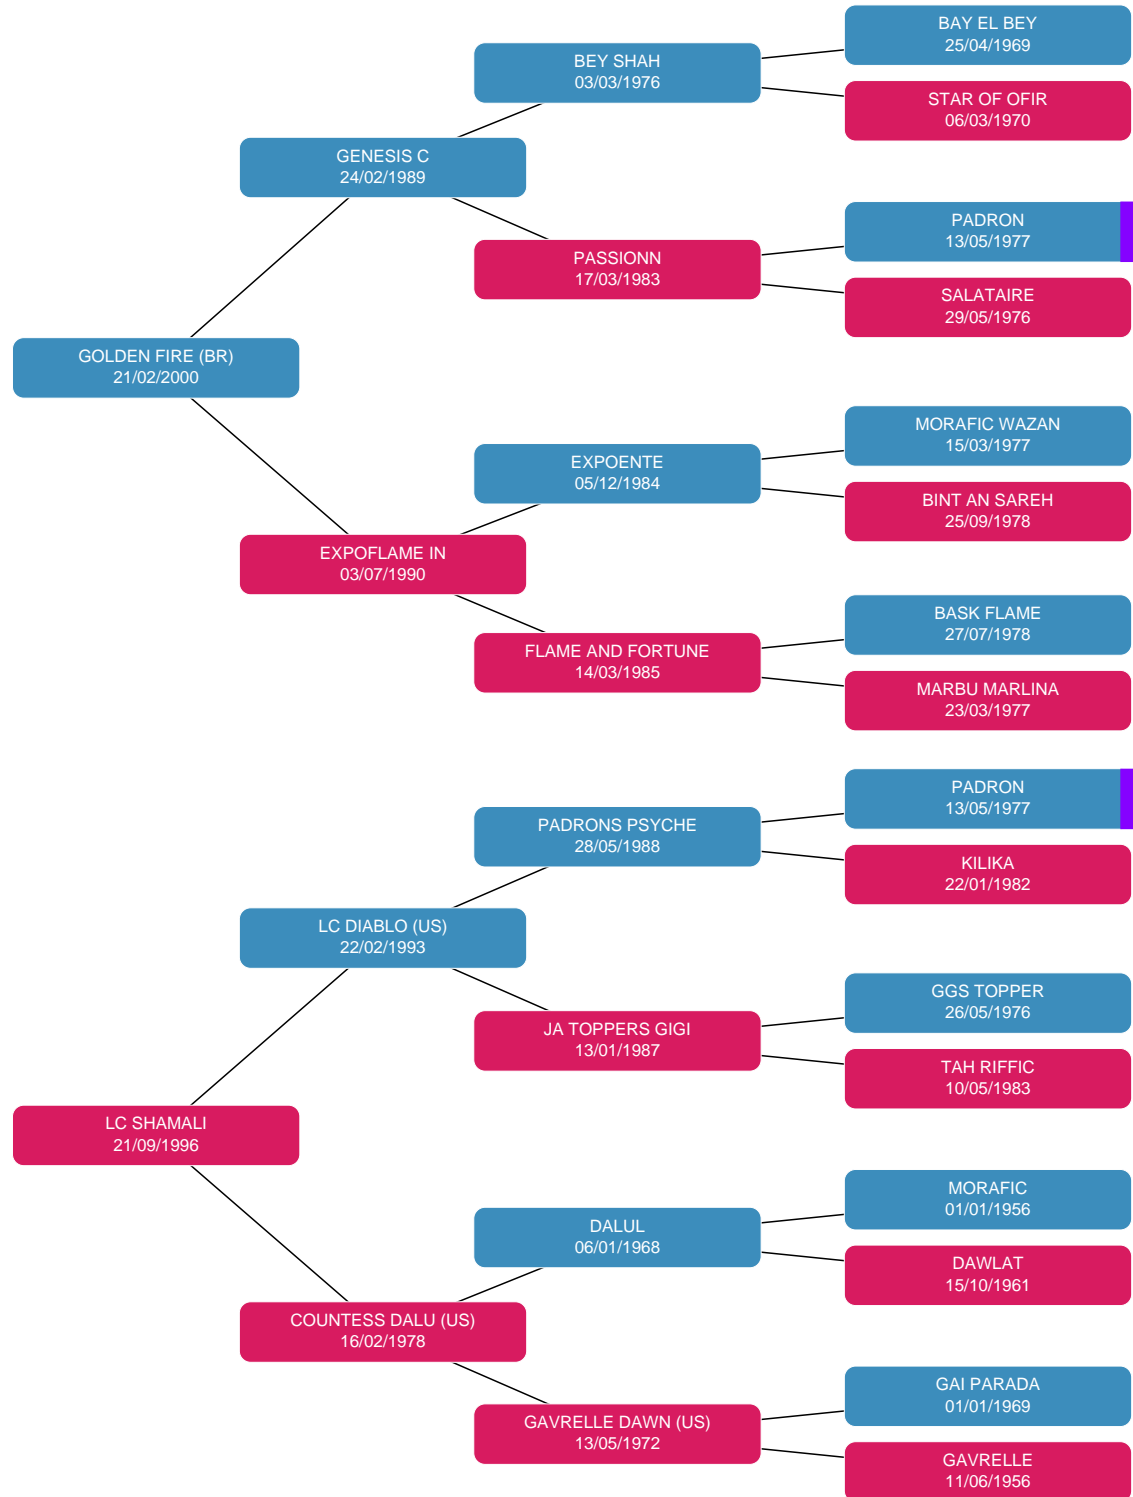 BAY EL BEY
25/04/1969
BEY SHAH
03/03/1976
STAR OF OFIR
06/03/1970
GENESIS C
24/02/1989
PADRON
13/05/1977
PASSIONN
17/03/1983
SALATAIRE
29/05/1976
GOLDEN FIRE (BR)
21/02/2000
MORAFIC WAZAN
15/03/1977
EXPOENTE
05/12/1984
BINT AN SAREH
25/09/1978
EXPOFLAME IN
03/07/1990
BASK FLAME
27/07/1978
FLAME AND FORTUNE
14/03/1985
MARBU MARLINA
23/03/1977
PADRON
13/05/1977
PADRONS PSYCHE
28/05/1988
KILIKA
22/01/1982
LC DIABLO (US)
22/02/1993
GGS TOPPER
26/05/1976
JA TOPPERS GIGI
13/01/1987
TAH RIFFIC
10/05/1983
LC SHAMALI
21/09/1996
MORAFIC
01/01/1956
DALUL
06/01/1968
DAWLAT
15/10/1961
COUNTESS DALU (US)
16/02/1978
GAI PARADA
01/01/1969
GAVRELLE DAWN (US)
13/05/1972
GAVRELLE
11/06/1956